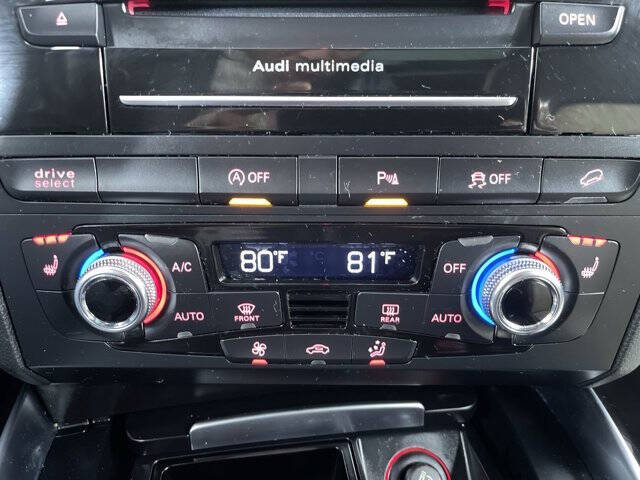 OPEN
Audi multimedia
drive select
A OFF
P
OFF
80°F
81°F
A/C
OFF
AUTO
FRONT
REAR
AUTO